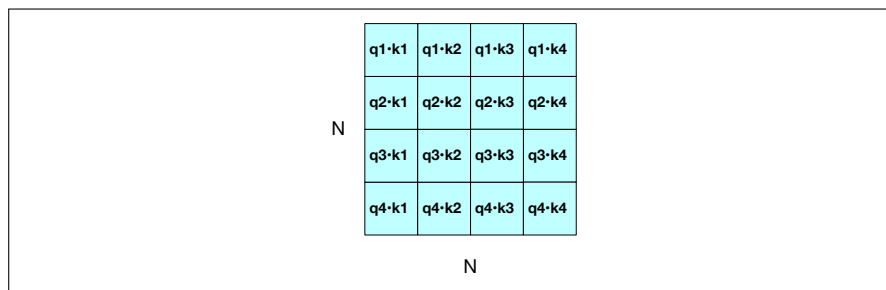 q1•k1 q1•k2 q1•k3 q1•k4
q2•k1 q2•k2 q2•k3 q2•k4
N
q3•k1 q3•k2 q3•k3 q3•k4
q4•k1 q4•k2 q4•k3 q4•k4
N